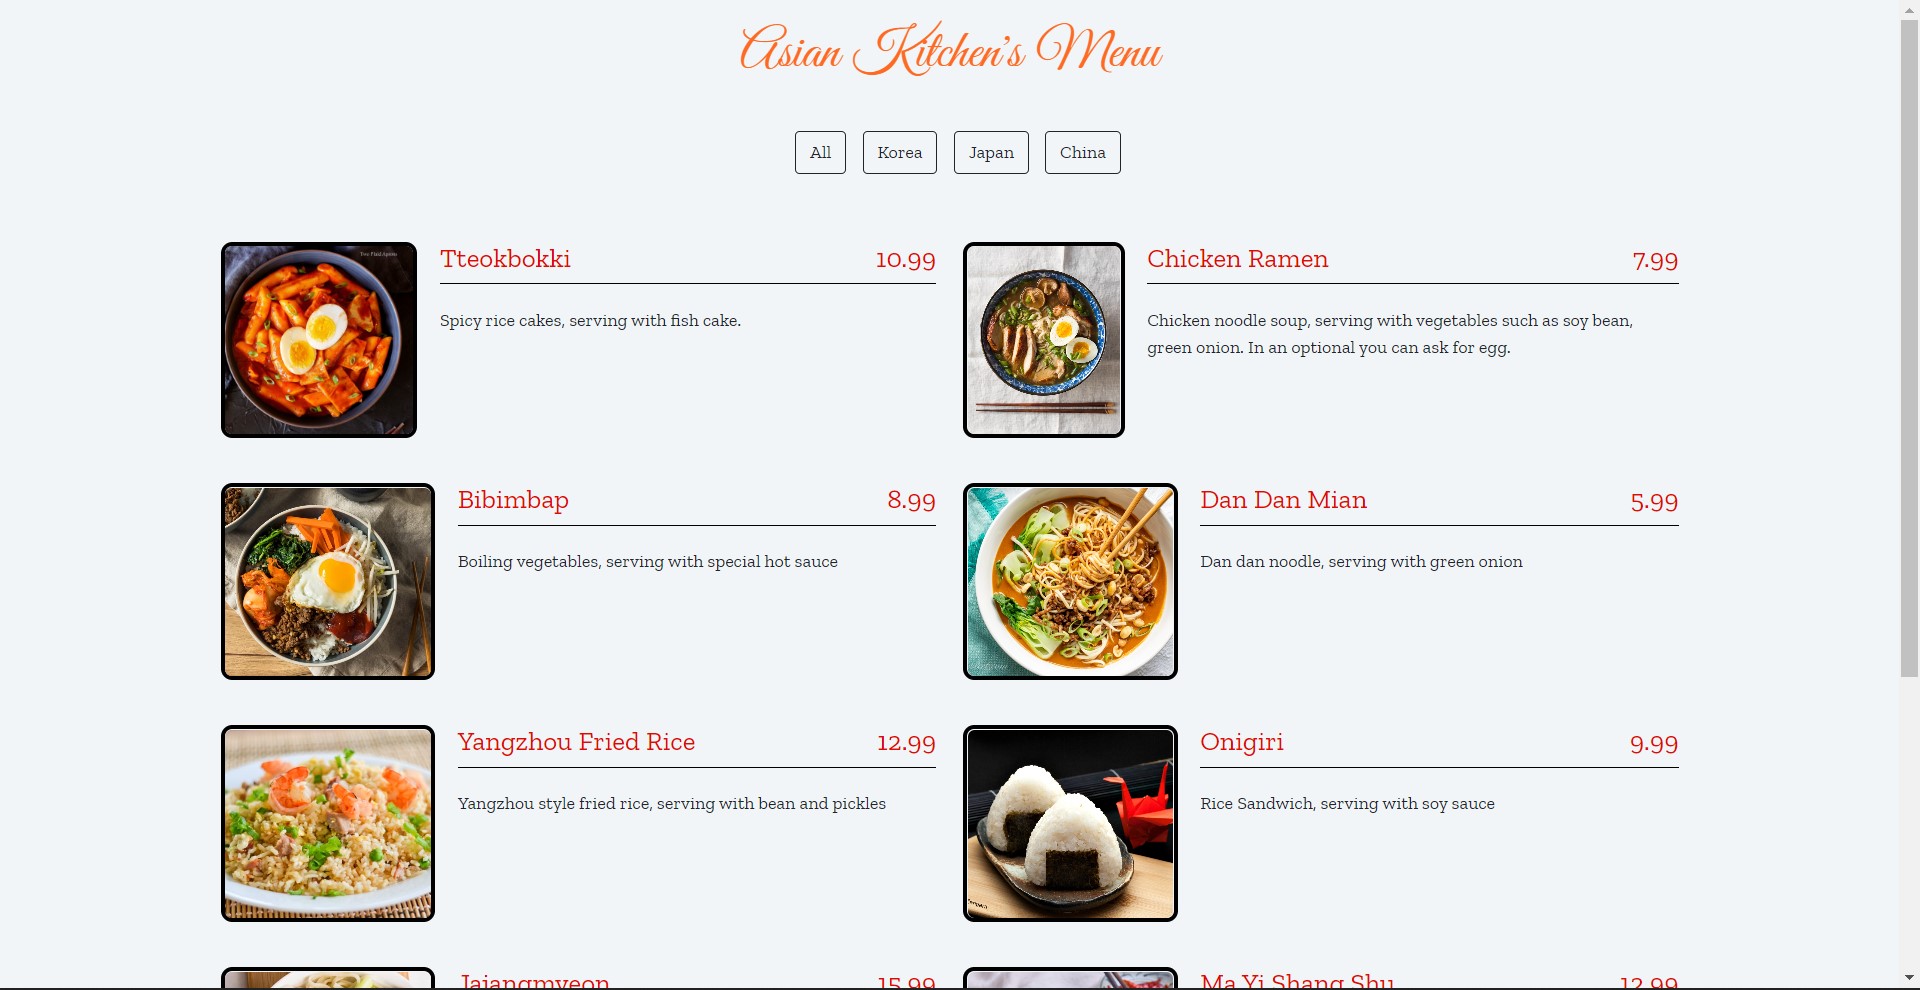 Asian Kitchen's Menu
All Korea Japan China
Tteokbokki 10.99
Spicy rice cakes, serving with fish cake.
Chicken Ramen 7.99
Chicken noodle soup, serving with vegetables such as soy bean,
green onion. In an optional you can ask for egg.
Bibimbap 8.99
Boiling vegetables, serving with special hot sauce
Dan Dan Mian 5.99
Dan dan noodle, serving with green onion
Yangzhou Fried Rice 12.99
Yangzhou style fried rice, serving with bean and pickles
Onigiri 9.99
Rice Sandwich, serving with soy sauce
Jajangmyeon 15.99
Ma Yi Shang Shu 12.99